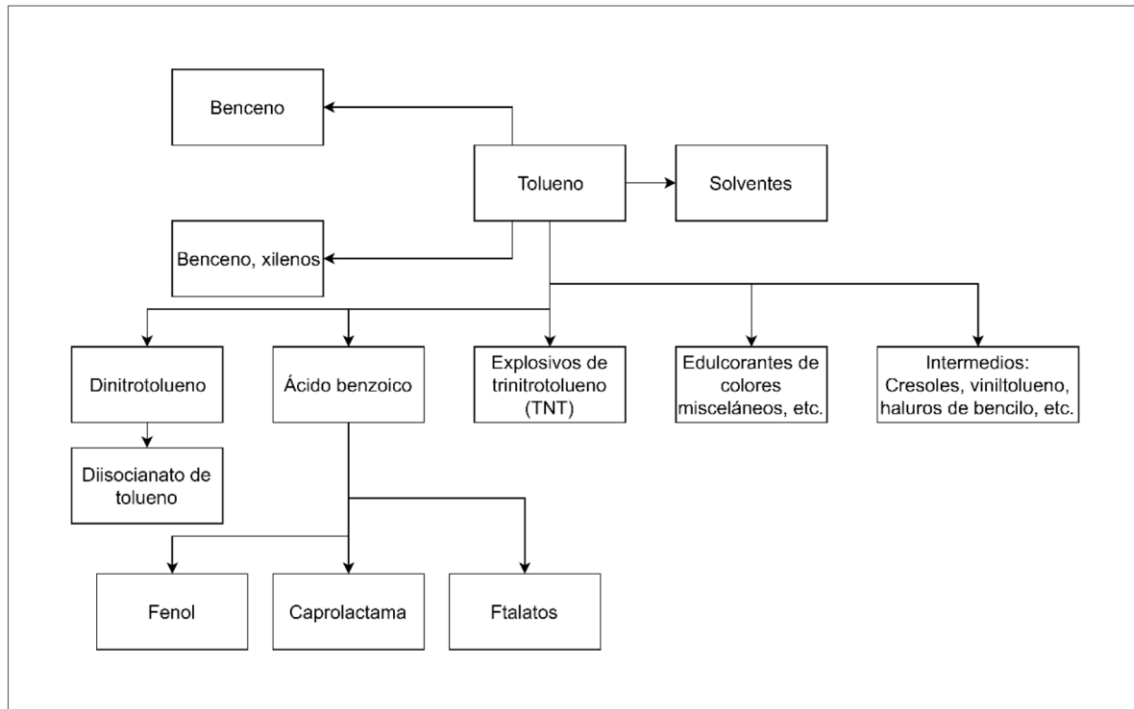 Benceno
Tolueno
Solventes
Benceno, xilenos
Dinitrotolueno
Ácido benzoico
Explosivos de
trinitrotolueno
(TNT)
Edulcorantes de
colores
misceláneos, etc.
Intermedios:
Cresoles, viniltolueno,
haluros de bencilo, etc.
Diisocianato de
tolueno
Fenol
Caprolactama
Ftalatos